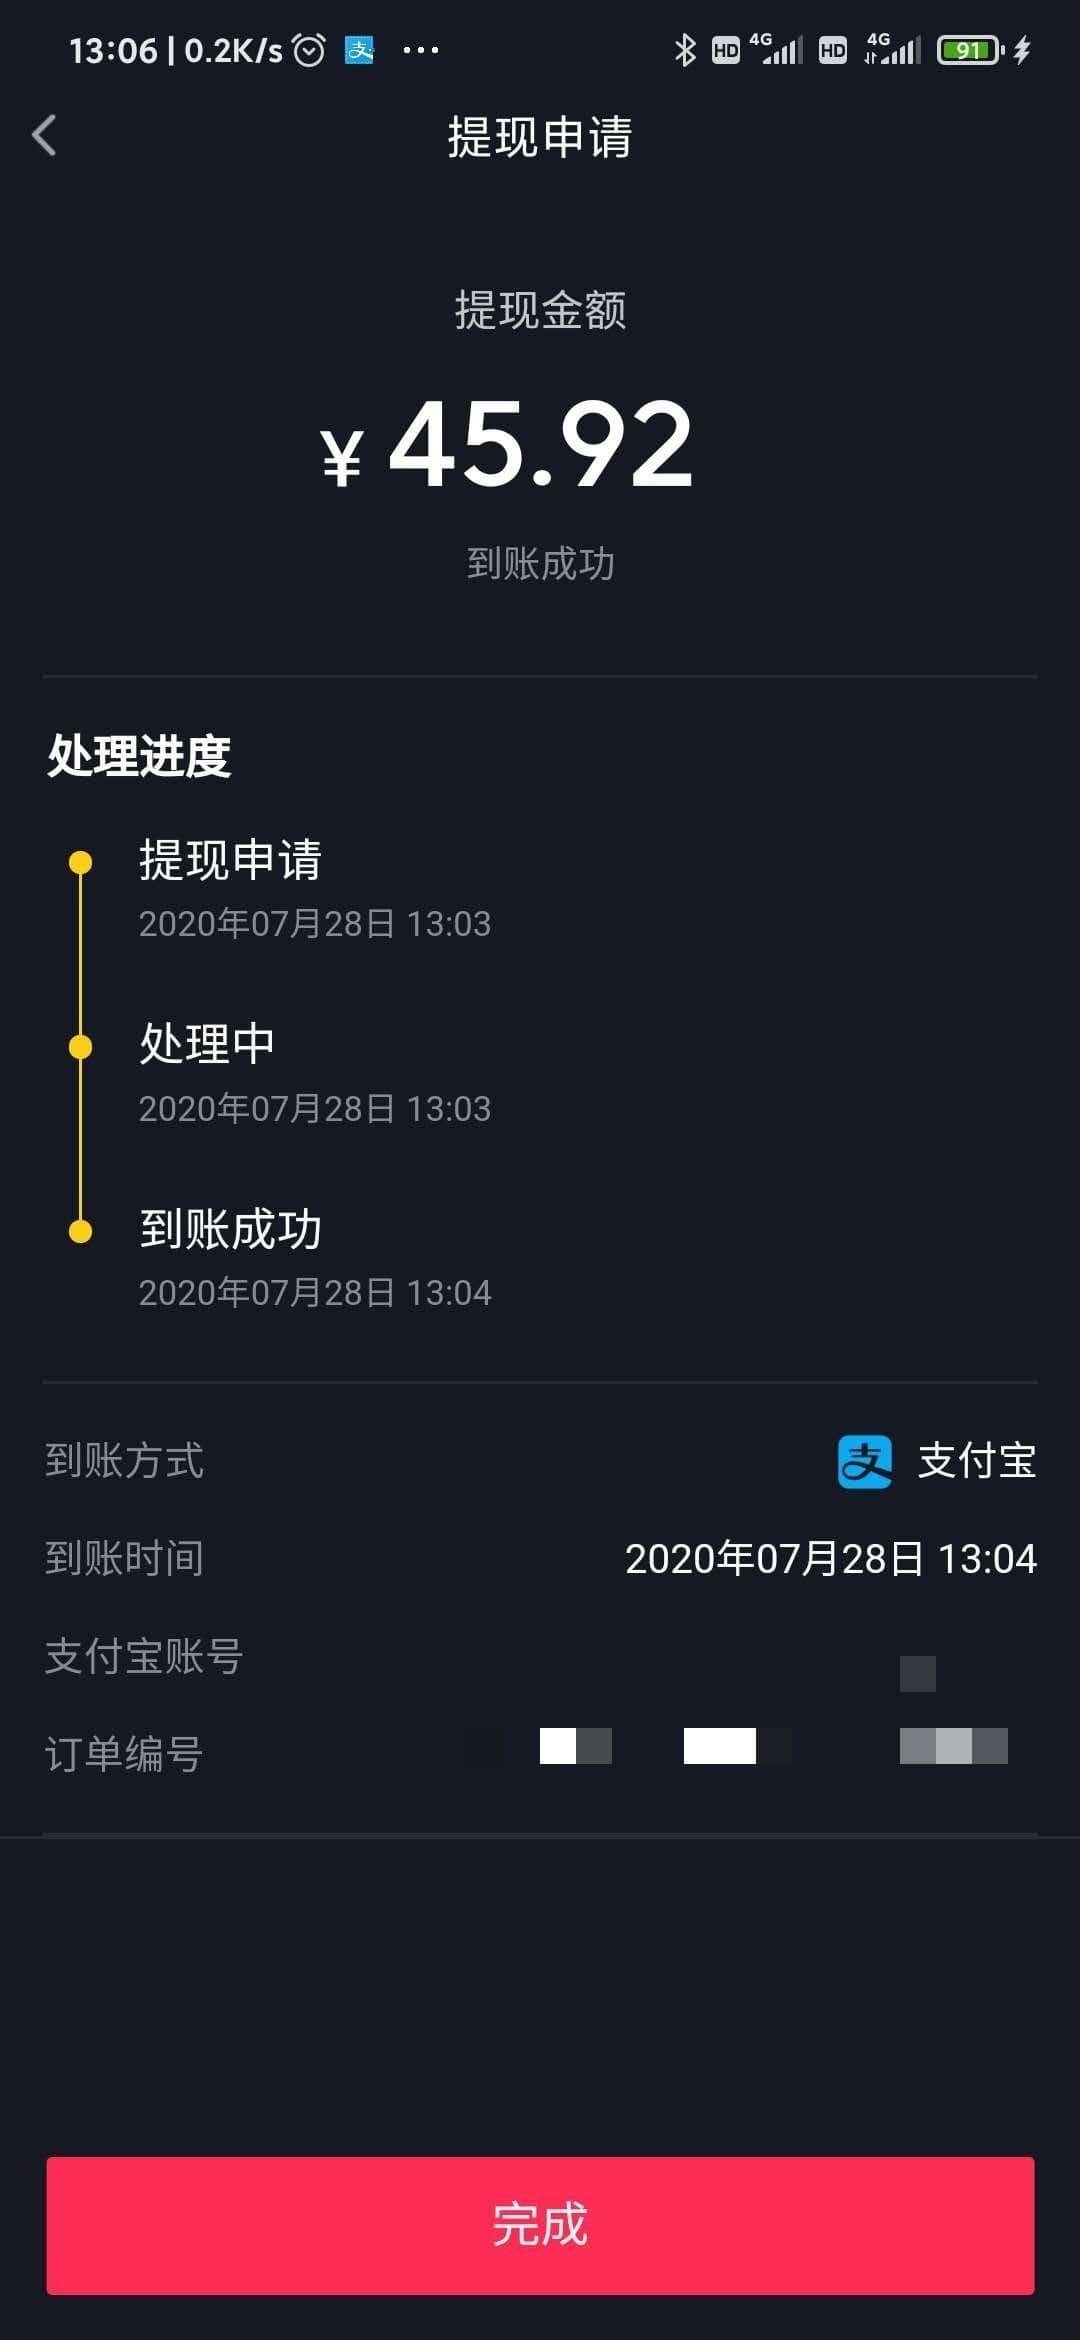 13:06 | 0.2K/s 支 ... HD 4G HD 4G 91
提现申请
提现金额
¥ 45.92
到账成功
处理进度
提现申请
2020年07月28日 13:03
处理中
2020年07月28日 13:03
到账成功
2020年07月28日 13:04
到账方式 支 支付宝
到账时间 2020年07月28日 13:04
支付宝账号
订单编号
完成